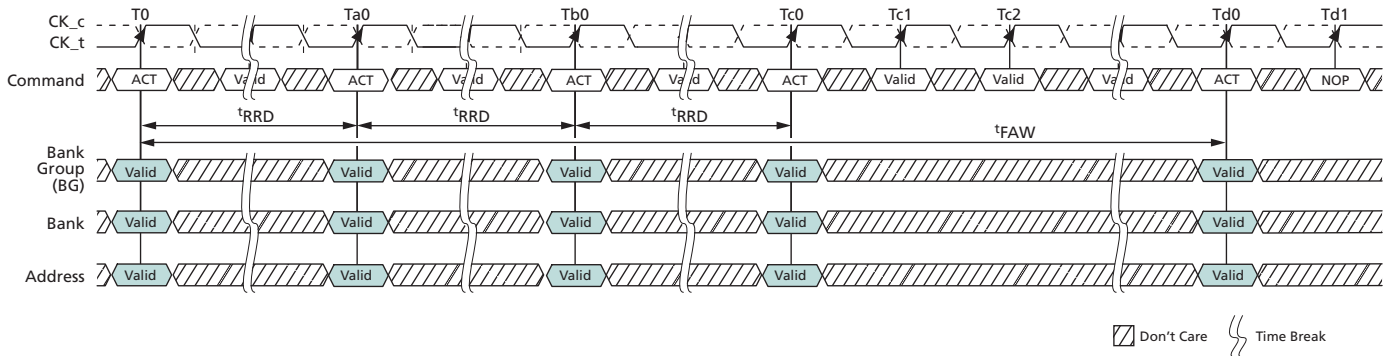 T0 Ta0 Tb0 Tc0 Tc1 Tc2 Td0 Td1
CK_c
CK_t
Command ACT Valid ACT Valid ACT Valid ACT Valid Valid Valid ACT NOP
tRRD tRRD tRRD
tFAW
Bank
Group
(BG)
Valid Valid Valid Valid Valid
Bank Valid Valid Valid Valid Valid
Address Valid Valid Valid Valid Valid
Don't Care Time Break